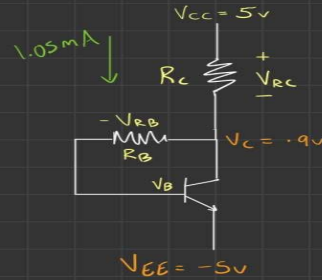 Vcc = 5v
1.05mA
+
Rc
VRC
-
- VRB
RB
Vc = .9v
VB
VEE = -5v